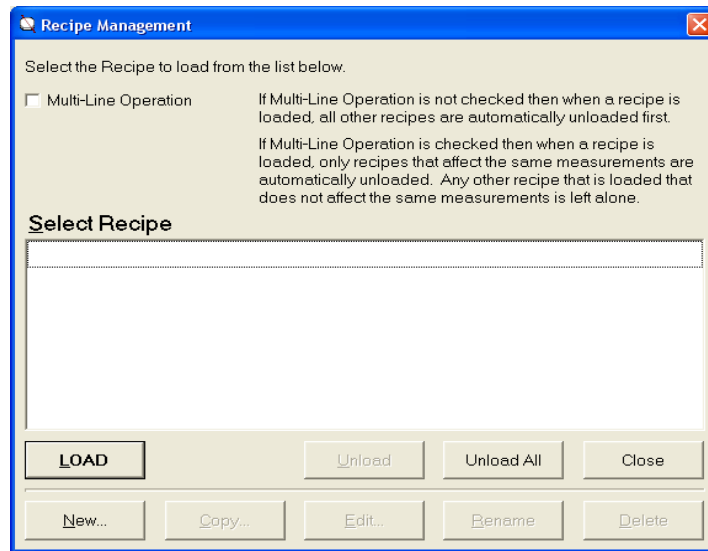 Recipe Management
Select the Recipe to load from the list below.
Multi-Line Operation
If Multi-Line Operation is not checked then when a recipe is
loaded, all other recipes are automatically unloaded first.
If Multi-Line Operation is checked then when a recipe is
loaded, only recipes that affect the same measurements are
automatically unloaded. Any other recipe that is loaded that
does not affect the same measurements is left alone.
Select Recipe
LOAD
Unload
Unload All
Close
New...
Copy...
Edit...
Rename
Delete